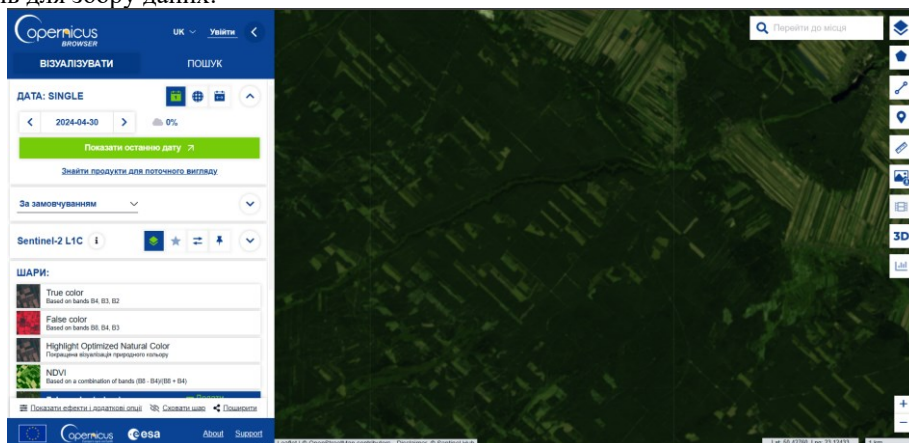 для збору даних.
Copernicus
BROWSER
UK
Увійти
ВІЗУАЛІЗУВАТИ
ПОШУК
Перейти до місця
ДАТА: SINGLE
2024-04-30
0%
Показати останню дату
Знайти продукти для поточного вигляду
За замовчуванням
Sentinel-2 L1C
i
3D
ШАРИ:
True color
Based on bands B4, B3, B2
False color
Based on bands B8, B4, B3
Highlight Optimized Natural Color
Покращена візуалізація природного кольору
NDVI
Based on a combination of bands (B8 - B4)/(B8 + B4)
Показати ефекти і додаткові опції
Сховати шар
Поширити
Copernicus
esa
About
Support